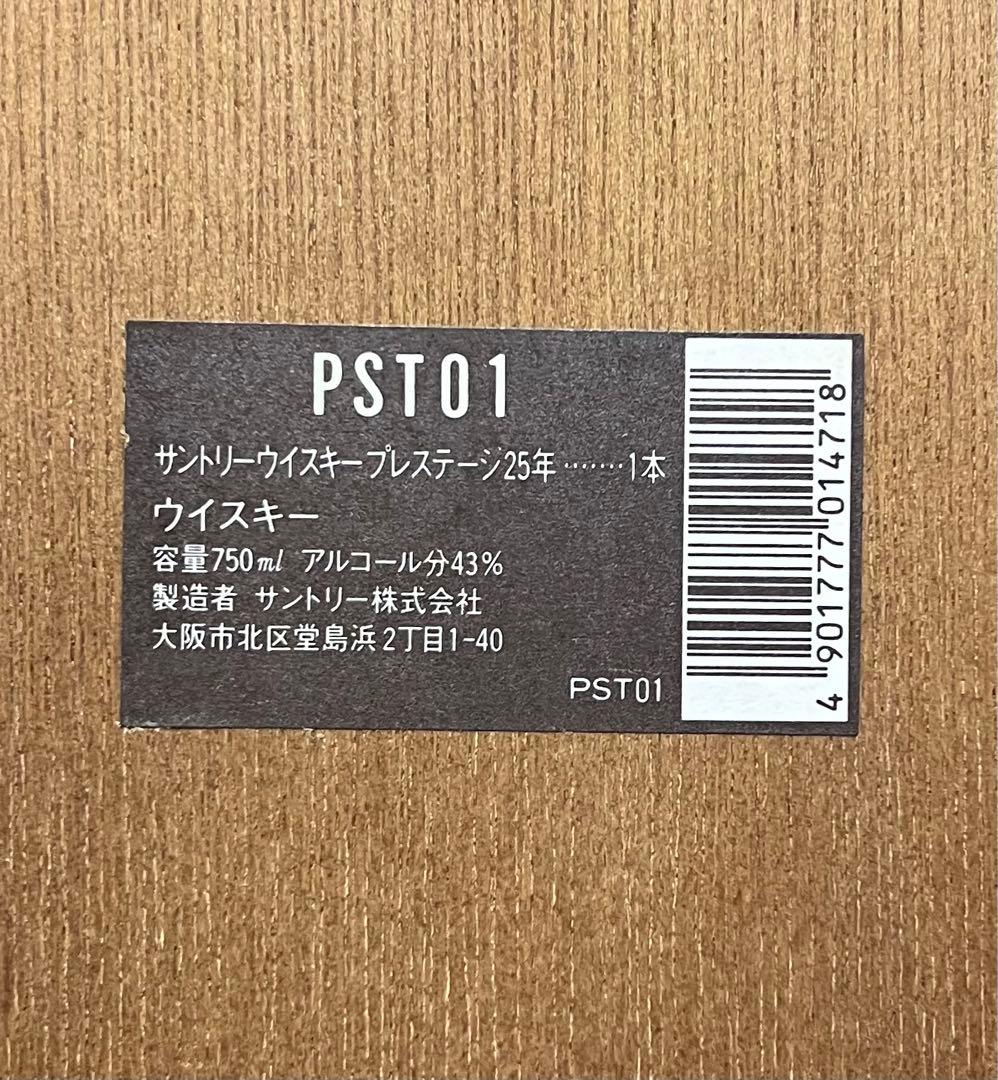 PST01
サントリーウイスキープレステージ25年‥‥‥‥1本
ウイスキー
容量750ml アルコール分43%
製造者 サントリー株式会社
大阪市北区堂島浜2丁目1-40
PST01
4 901777 014718